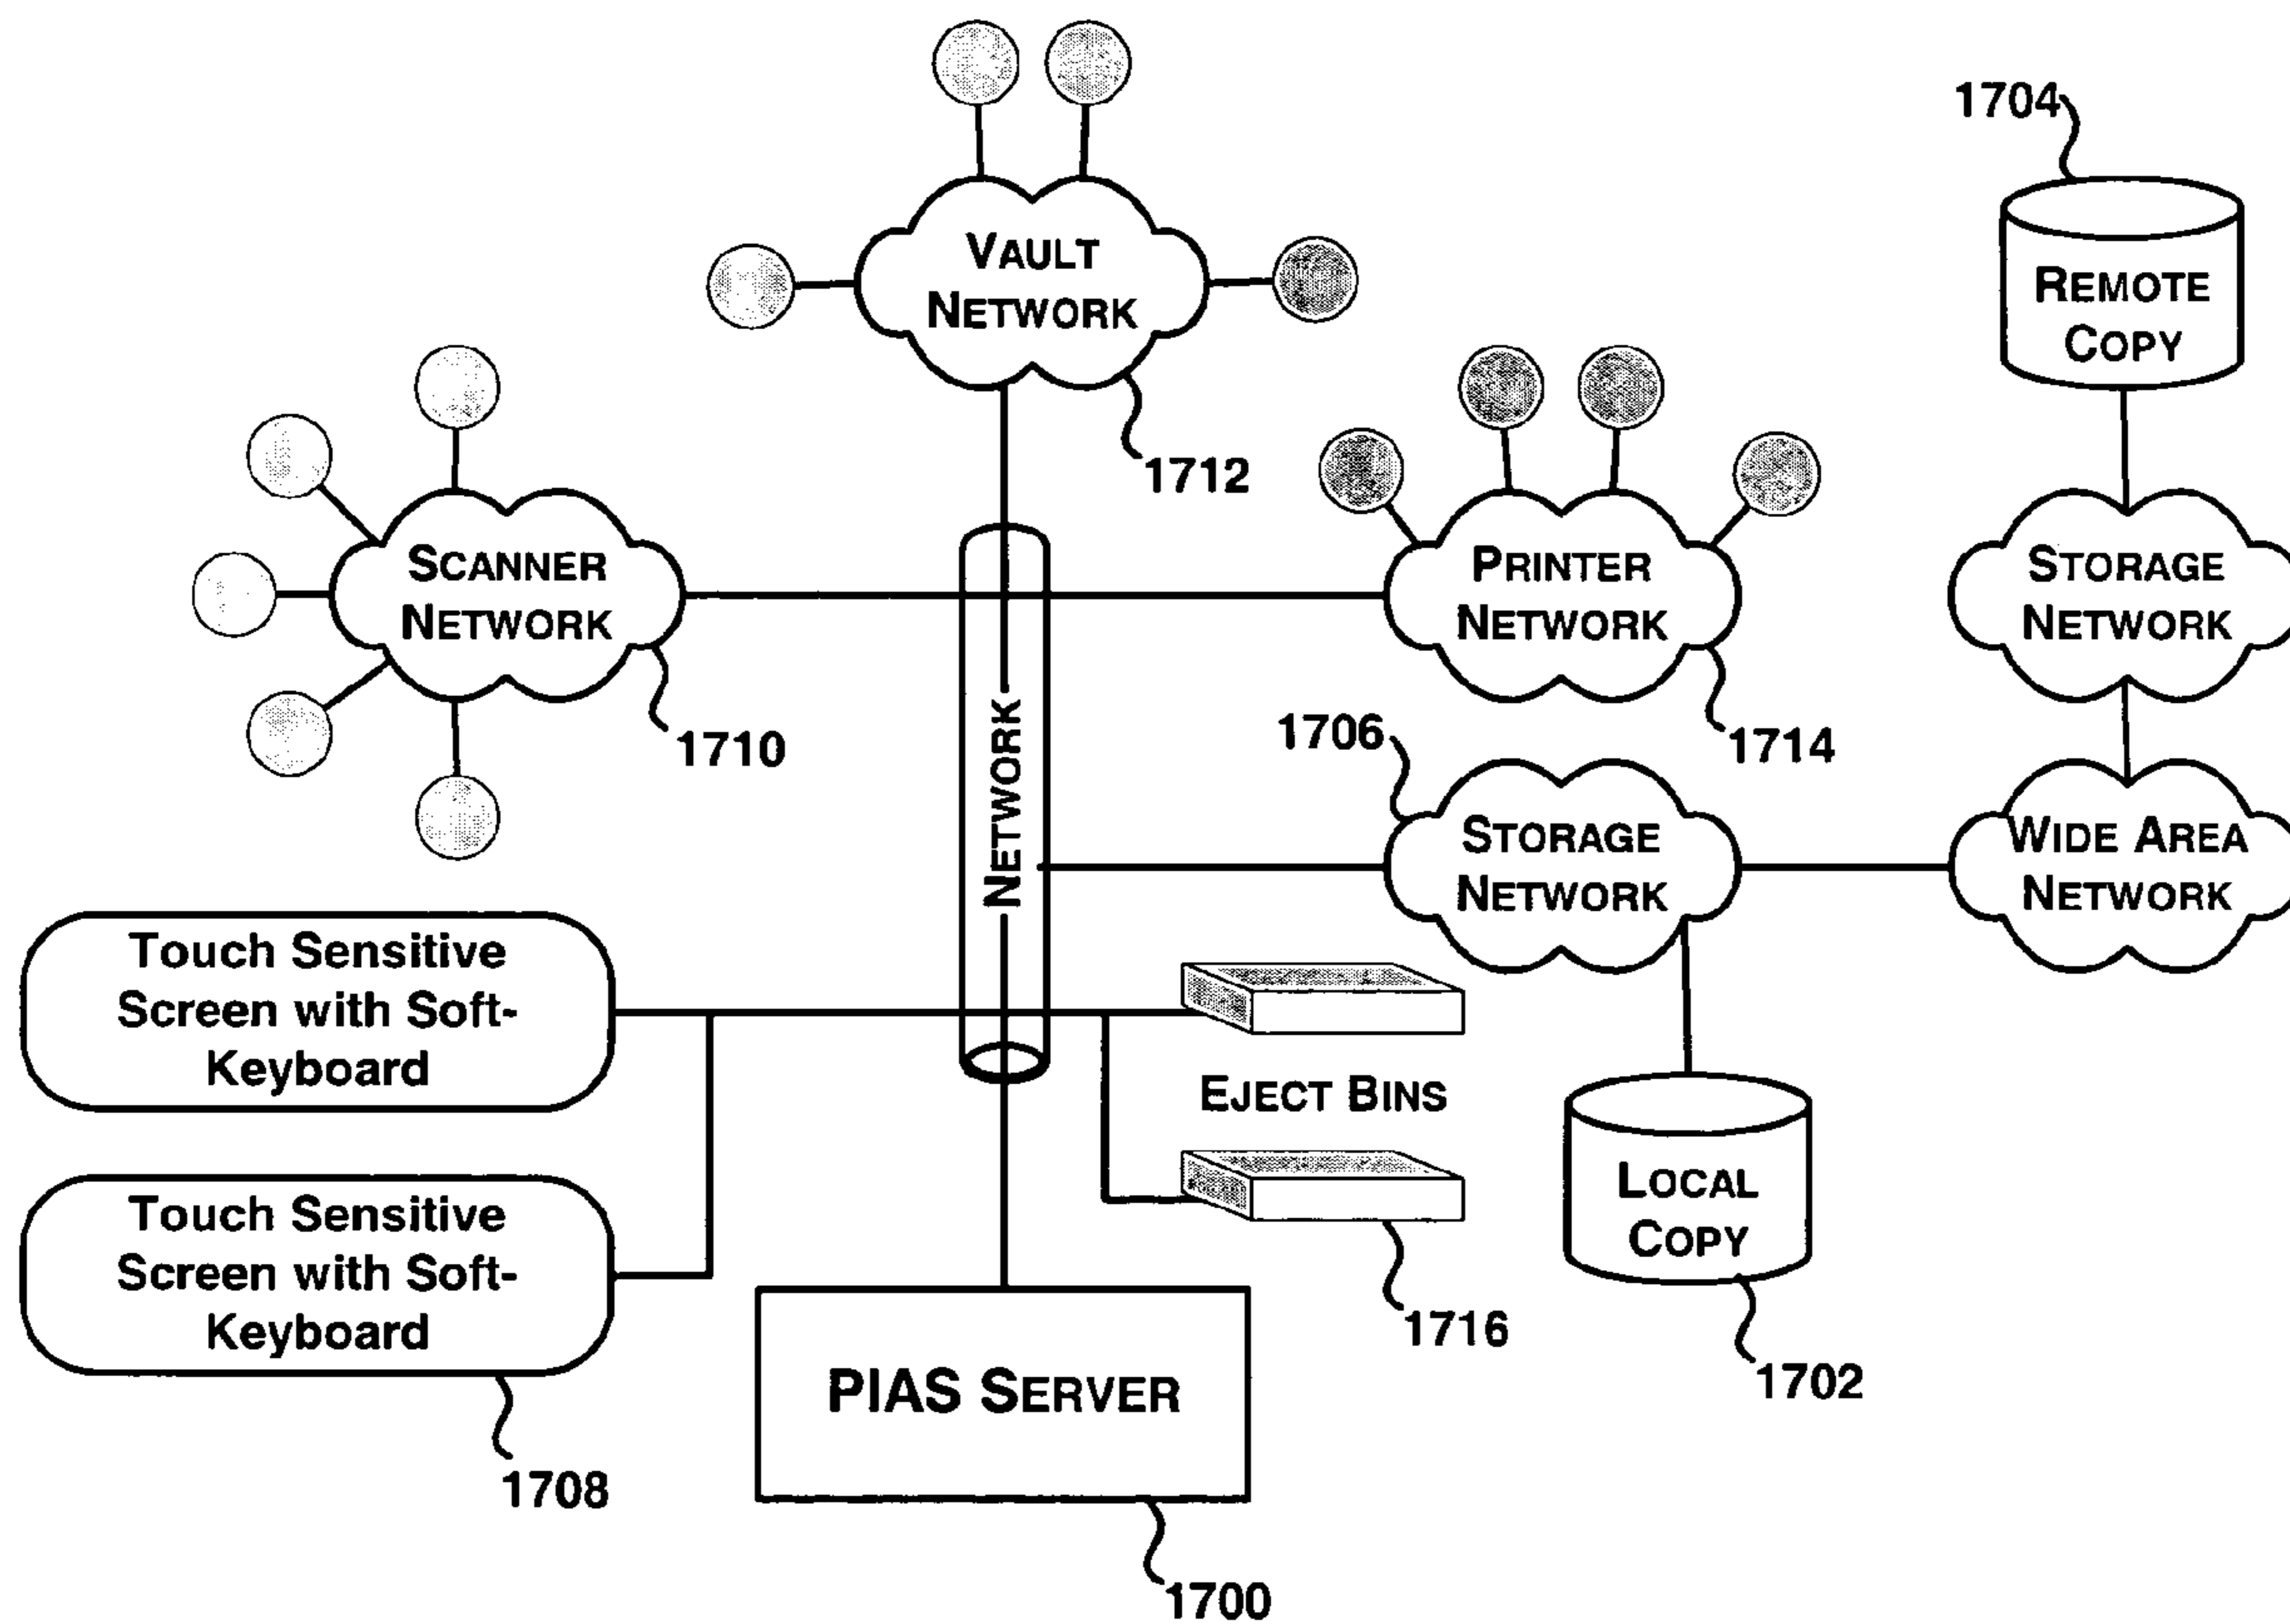 1704
VAULT
NETWORK
REMOTE
COPY
1712
SCANNER
NETWORK
PRINTER
NETWORK
STORAGE
NETWORK
1710
1714
NETWORK
1706
STORAGE
NETWORK
WIDE AREA
NETWORK
Touch Sensitive
Screen with Soft-
Keyboard
EJECT BINS
Touch Sensitive
Screen with Soft-
Keyboard
LOCAL
COPY
1716
1702
PIAS SERVER
1708
1700